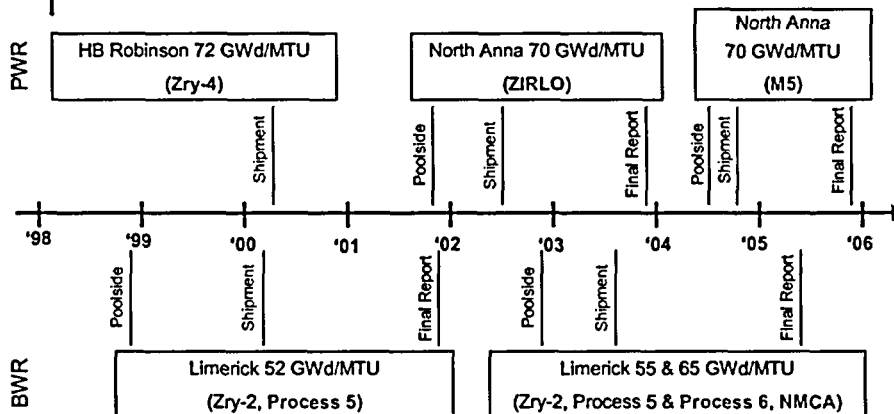 PWR
HB Robinson 72 GWd/MTU
(Zry-4)
North Anna 70 GWd/MTU
(ZIRLO)
North Anna
70 GWd/MTU
(M5)
Shipment
Poolside
Shipment
Final Report
Poolside
Shipment
Final Report
'98
'99
'00
'01
'02
'03
'04
'05
'06
Poolside
Shipment
Final Report
Poolside
Shipment
Final Report
BWR
Limerick 52 GWd/MTU
(Zry-2, Process 5)
Limerick 55 & 65 GWd/MTU
(Zry-2, Process 5 & Process 6, NMCA)